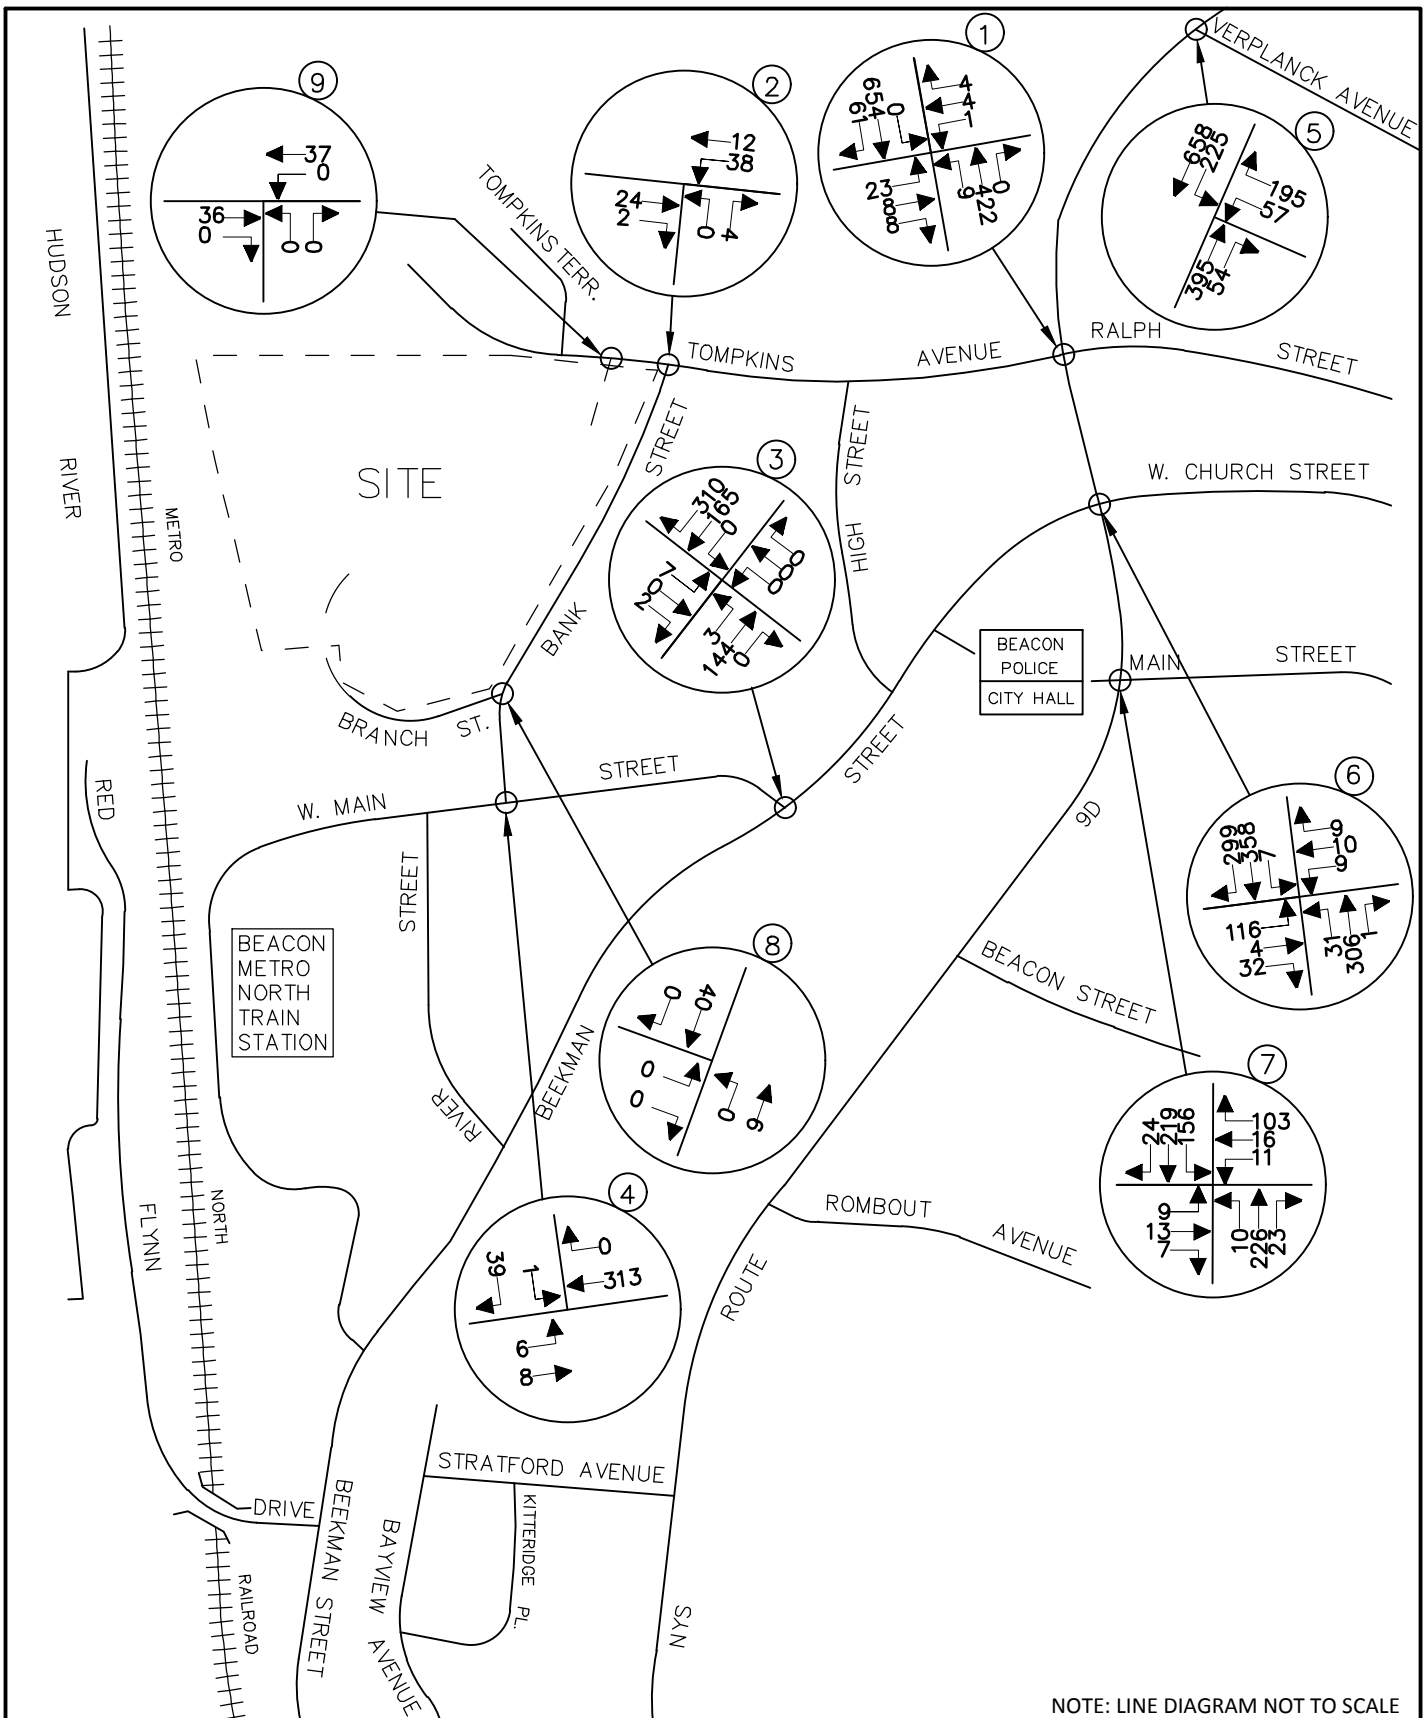 9
2
1
VERPLANCK AVENUE
5
37
0
36
0
0
0
12
38
24
2
0
4
4
4
1
61
654
0
23
8
8
9
422
0
658
225
195
57
395
54
HUDSON
RIVER
TOMPKINS TERR.
TOMPKINS
AVENUE
RALPH
STREET
SITE
METRO
STREET
BANK
3
310
165
0
0
0
0
7
0
2
3
144
0
STREET
HIGH
W. CHURCH STREET
BEACON
POLICE
CITY HALL
MAIN
STREET
BRANCH ST.
STREET
W. MAIN
STREET
RED
9D
6
299
358
7
9
10
9
116
4
32
31
306
1
STREET
BEACON
METRO
NORTH
TRAIN
STATION
8
0
40
0
0
0
6
BEACON STREET
BEEKMAN
RIVER
7
24
219
156
103
16
11
9
13
7
10
226
23
NORTH
FLYNN
4
39
1
0
313
6
8
ROMBOUT
AVENUE
ROUTE
STRATFORD AVENUE
DRIVE
BEEKMAN STREET
BAYVIEW AVENUE
KITTERIDGE PL.
RAILROAD
NYS
NOTE: LINE DIAGRAM NOT TO SCALE